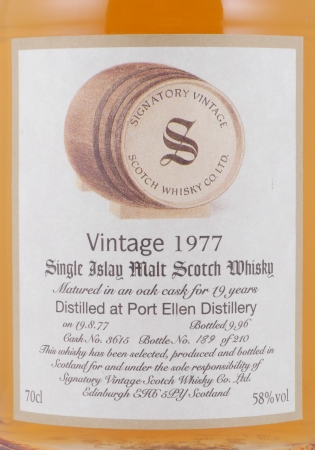 SIGNATORY VINTAGE
S
SCOTCH WHISKY CO. LTD.
Vintage 1977
Single Islay Malt Scotch Whisky
Matured in an oak cask for 19 years
Distilled at Port Ellen Distillery
on 19.8.77 Bottled 9.96
Cask No. 3615 Bottle No. 189 of 210
This whisky has been selected, produced and bottled in
Scotland for and under the sole responsibility of
Signatory Vintage Scotch Whisky Co. Ltd.
70cl Edinburgh EH6 5PY Scotland 58%vol